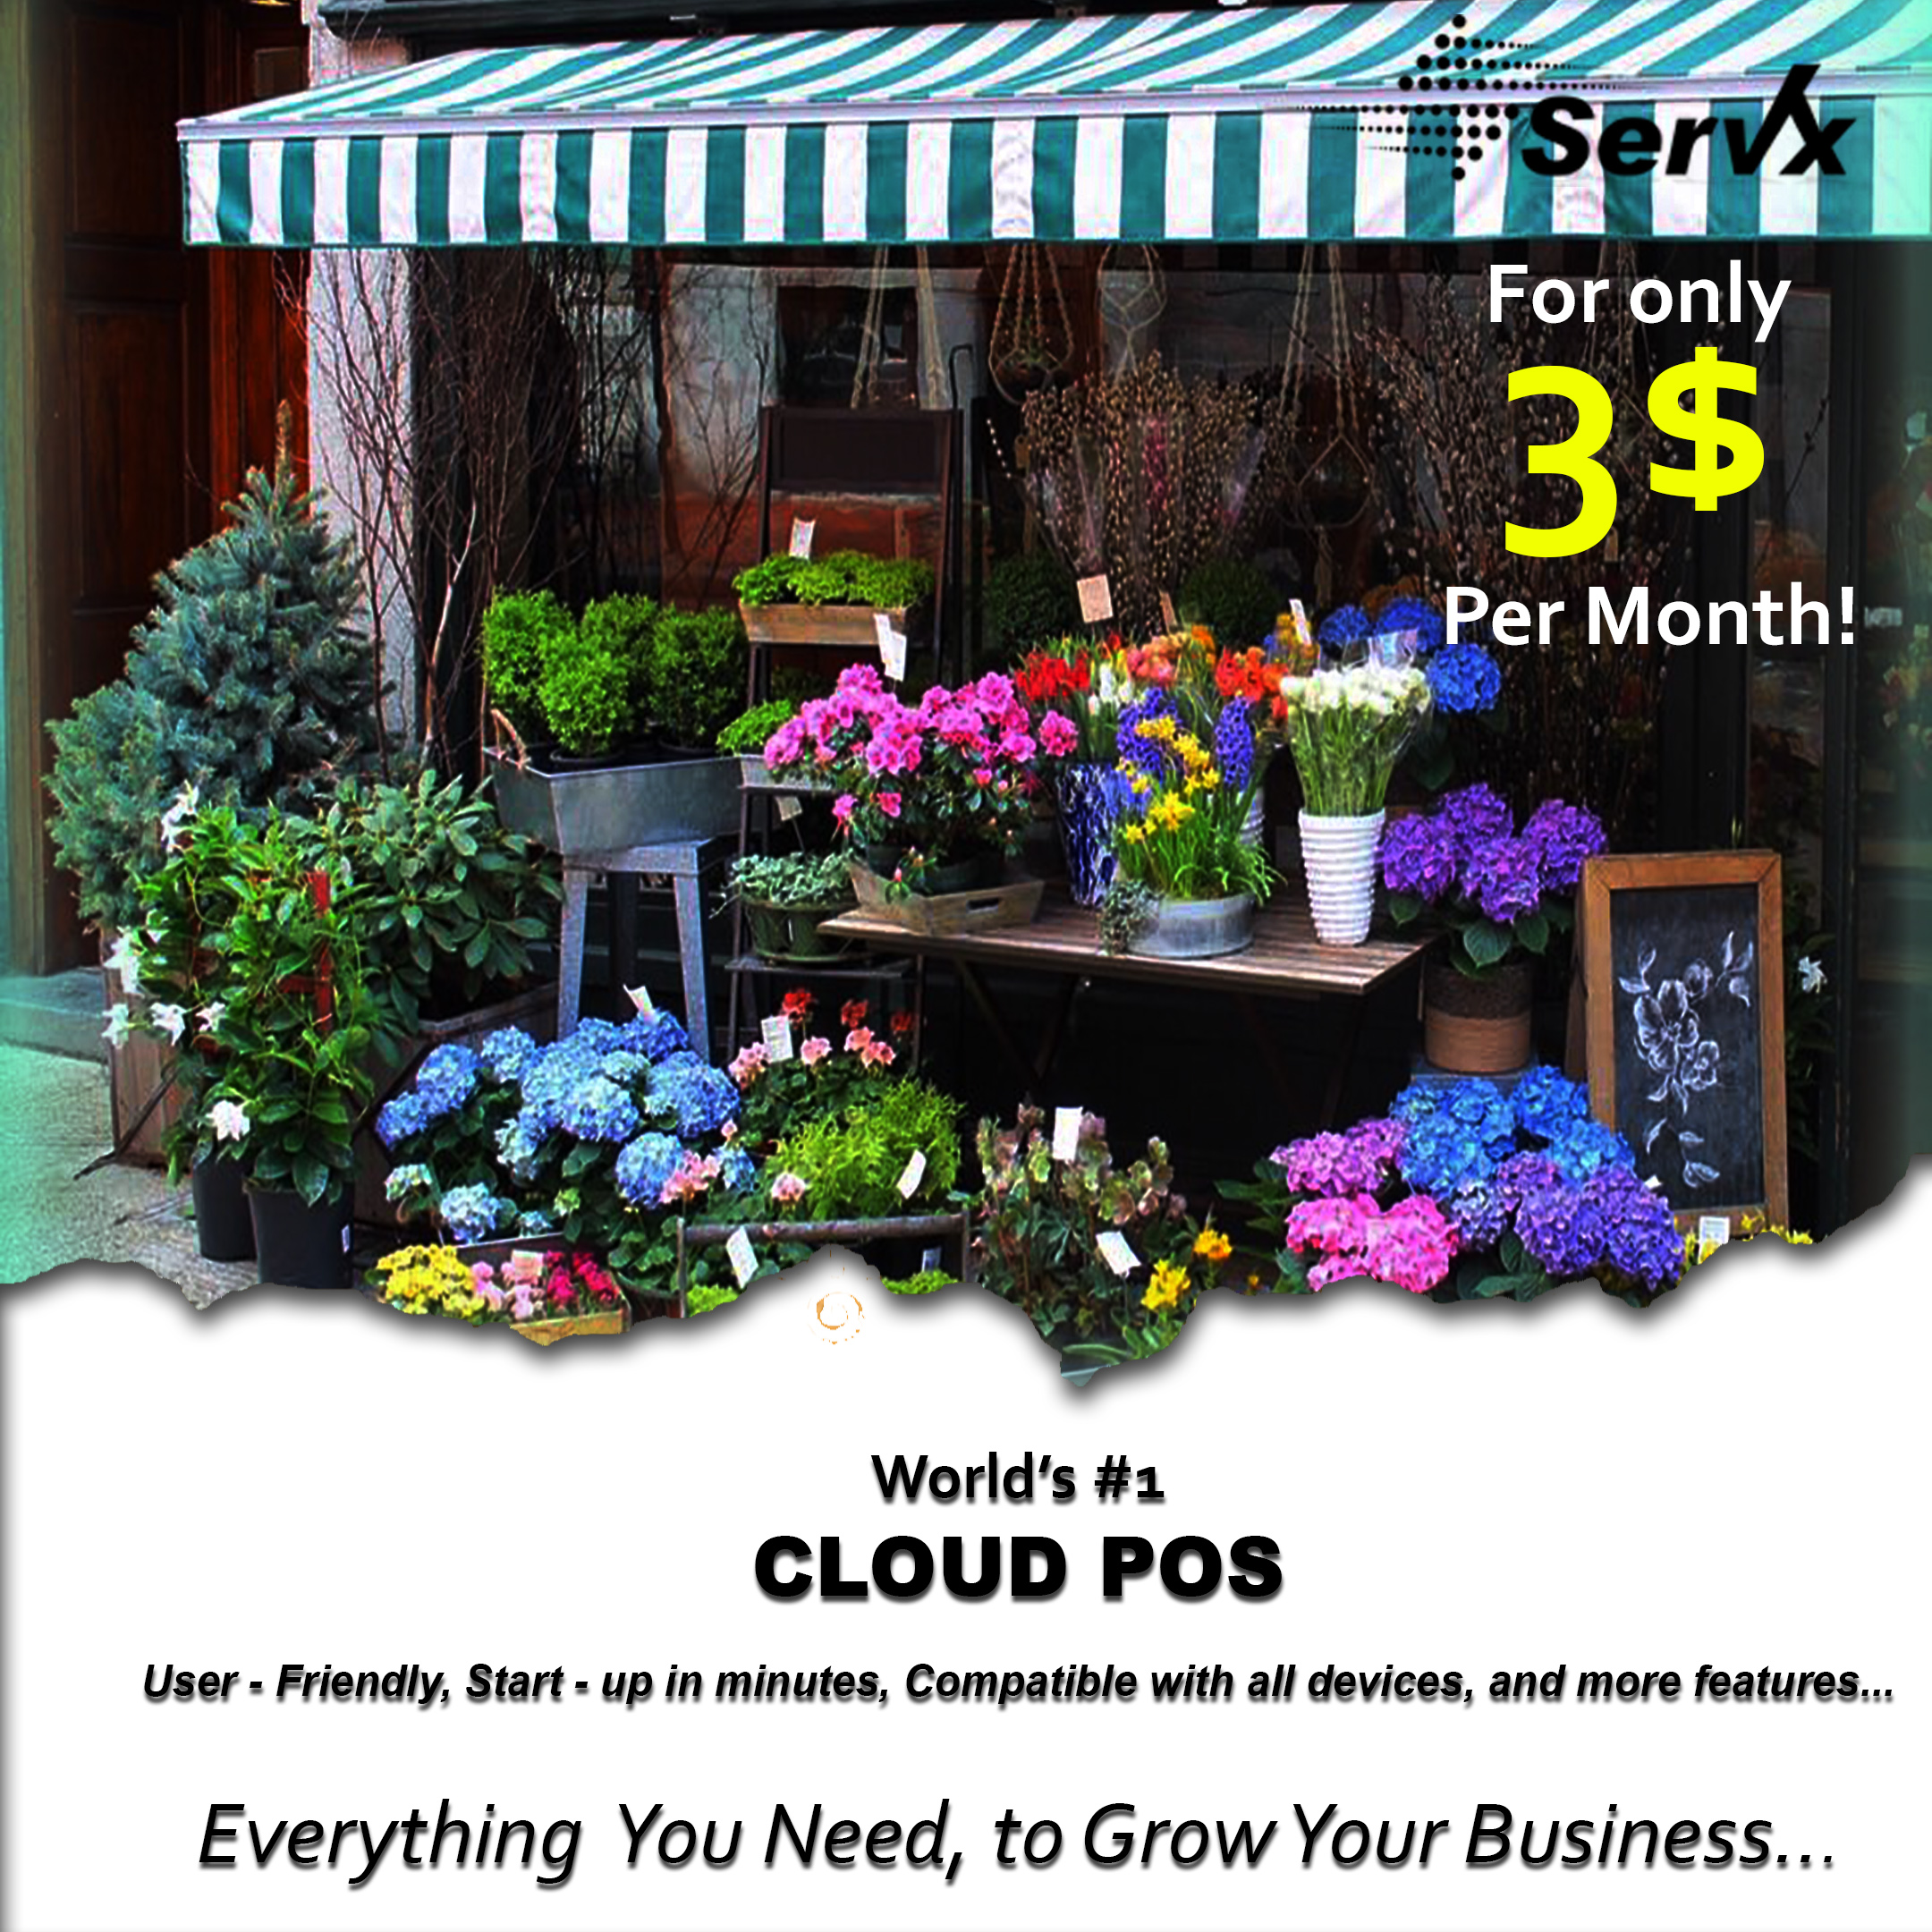 Servx
For only
3$
Per Month!
World's #1
CLOUD POS
User - Friendly, Start - up in minutes, Compatible with all devices, and more features...
Everything You Need, to Grow Your Business...